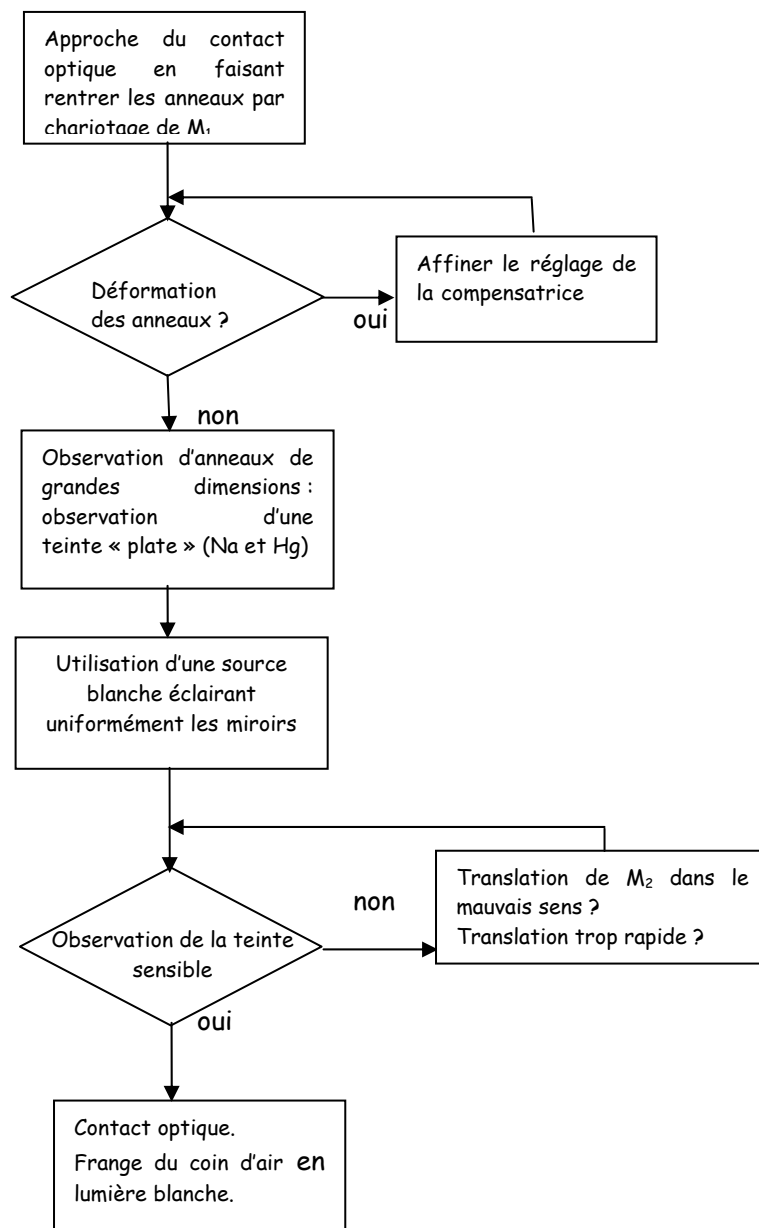 Approche du contact
optique en faisant
rentrer les anneaux par
chariotage de M₁
Déformation
des anneaux ?
oui
Affiner le réglage de
la compensatrice
non
Observation d'anneaux de
grandes dimensions :
observation d'une
teinte « plate » (Na et Hg)
Utilisation d'une source
blanche éclairant
uniformément les miroirs
Observation de la teinte
sensible
non
Translation de M₂ dans le
mauvais sens ?
Translation trop rapide ?
oui
Contact optique.
Frange du coin d'air en
lumière blanche.